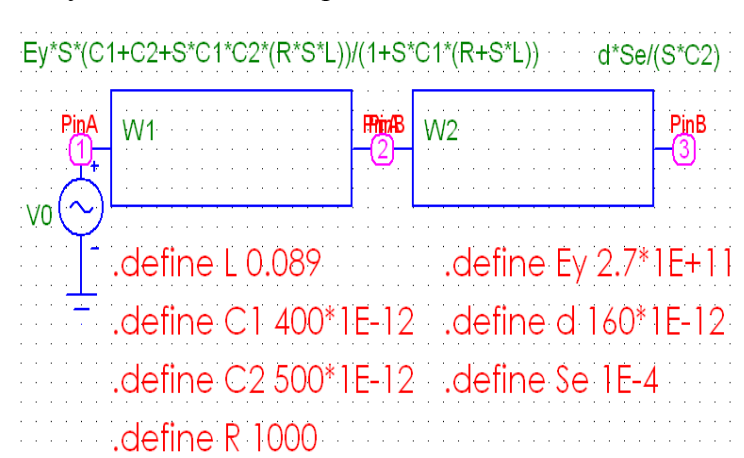 Ey*S*(C1+C2+S*C1*C2*(R*S*L))/(1+S*C1*(R+S*L)) d*Se/(S*C2)
PinA W1 PinB PinA W2 PinB
1 2 3
+
V0
-
.define L 0.089 .define Ey 2.7*1E+11
.define C1 400*1E-12 .define d 160*1E-12
.define C2 500*1E-12 .define Se 1E-4
.define R 1000